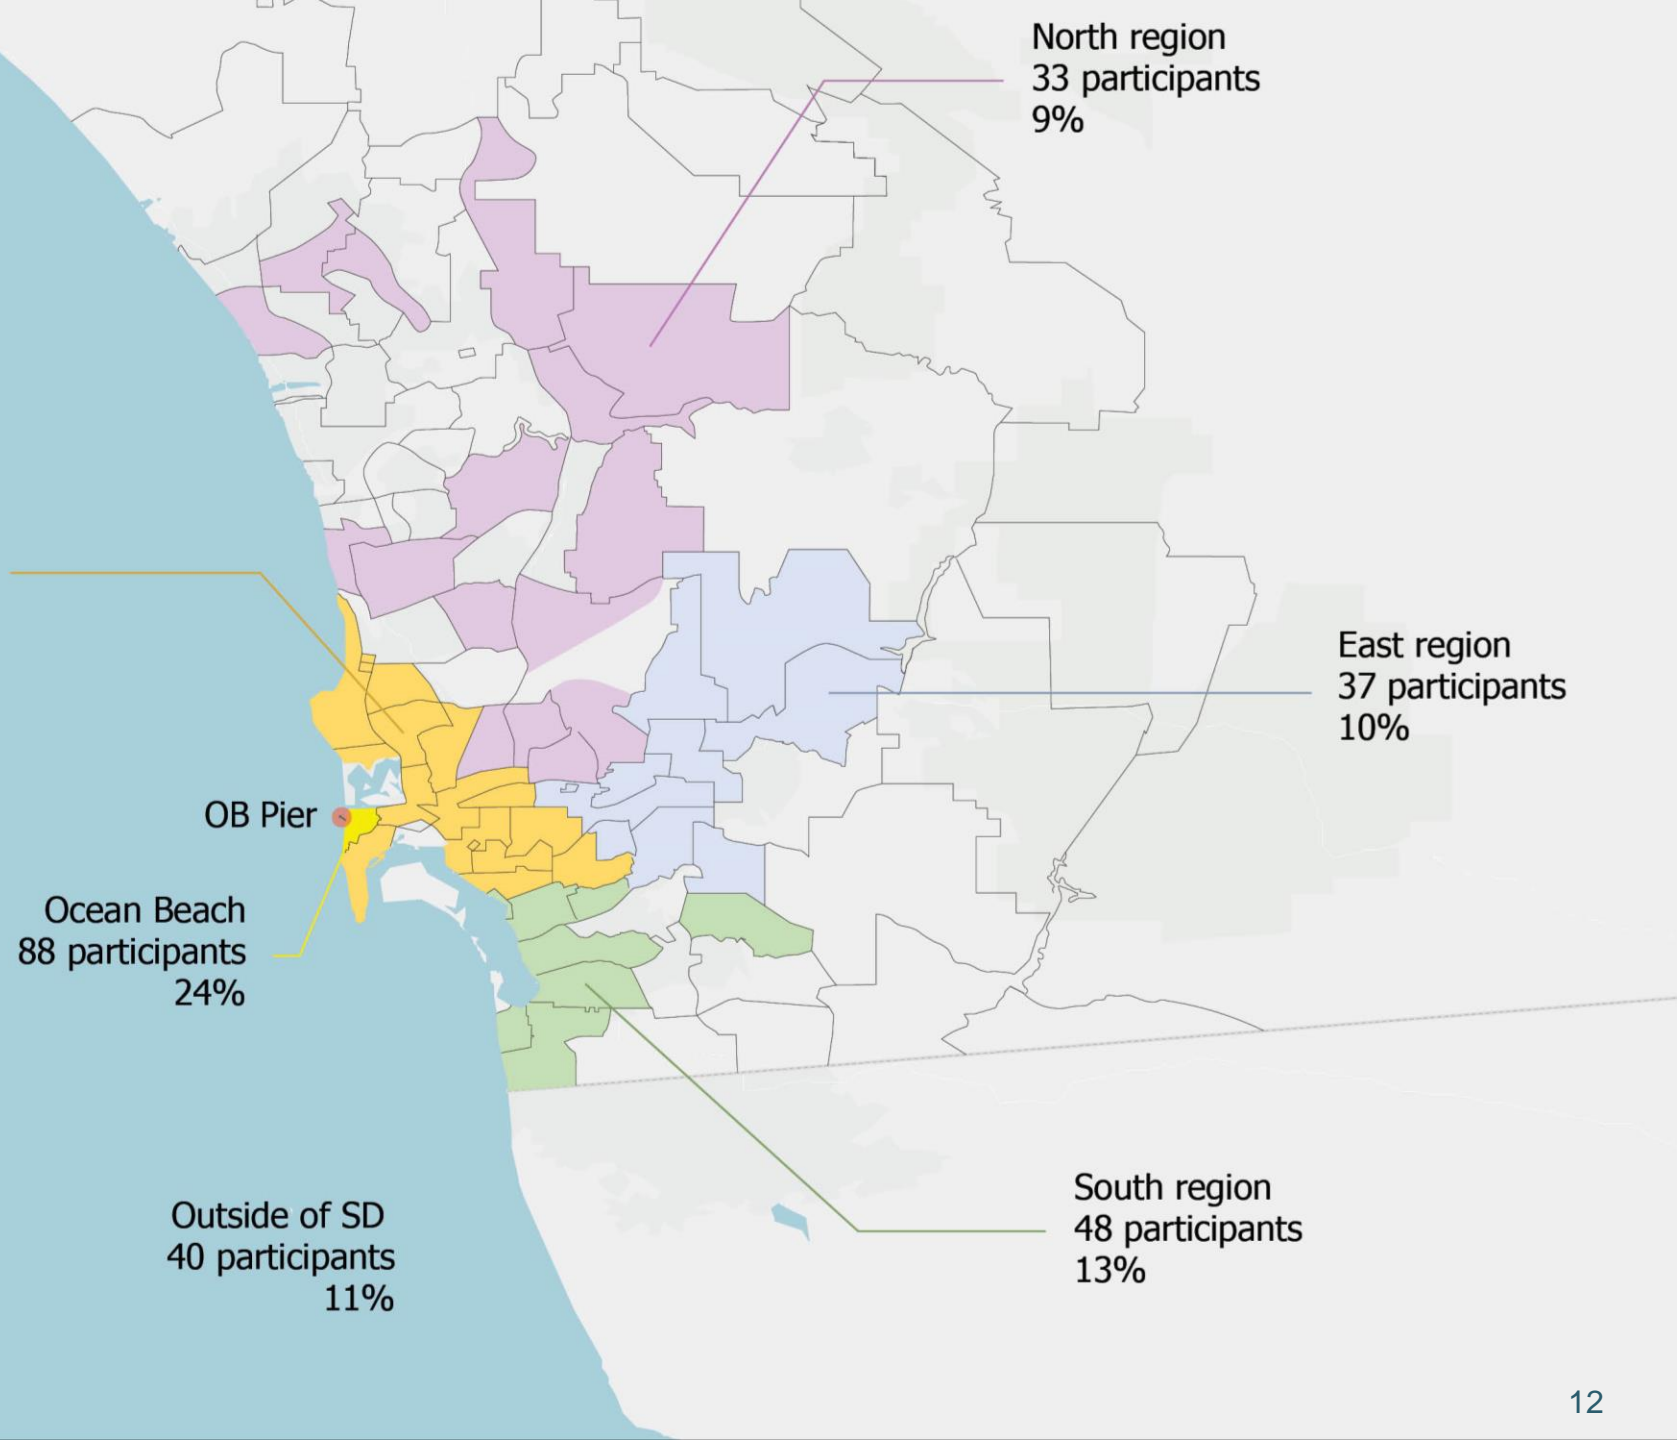 North region
33 participants
9%
East region
37 participants
10%
OB Pier
Ocean Beach
88 participants
24%
South region
48 participants
13%
Outside of SD
40 participants
11%
12